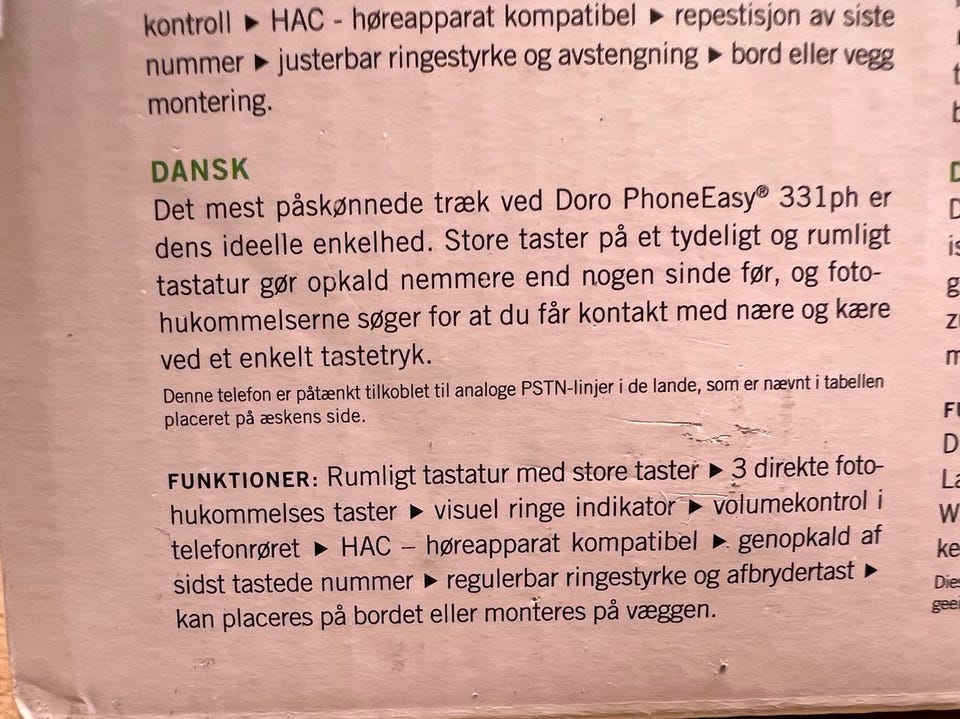 kontroll ▶ HAC - høreapparat kompatibel ▶ repestisjon av siste
nummer ▶ justerbar ringestyrke og avstengning ▶ bord eller vegg
montering.
DANSK
Det mest påskønnede træk ved Doro PhoneEasy® 331ph er
dens ideelle enkelhed. Store taster på et tydeligt og rumligt
tastatur gør opkald nemmere end nogen sinde før, og foto-
hukommelserne søger for at du får kontakt med nære og kære
ved et enkelt tastetryk.
Denne telefon er påtænkt tilkoblet til analoge PSTN-linjer i de lande, som er nævnt i tabellen
placeret på æskens side.
FUNKTIONER: Rumligt tastatur med store taster ▶ 3 direkte foto-
hukommelses taster ▶ visuel ringe indikator ▶ volumekontrol i
telefonrøret ▶ HAC – høreapparat kompatibel ▶ genopkald af
sidst tastede nummer ▶ regulerbar ringestyrke og afbrydertast ▶
kan placeres på bordet eller monteres på væggen.